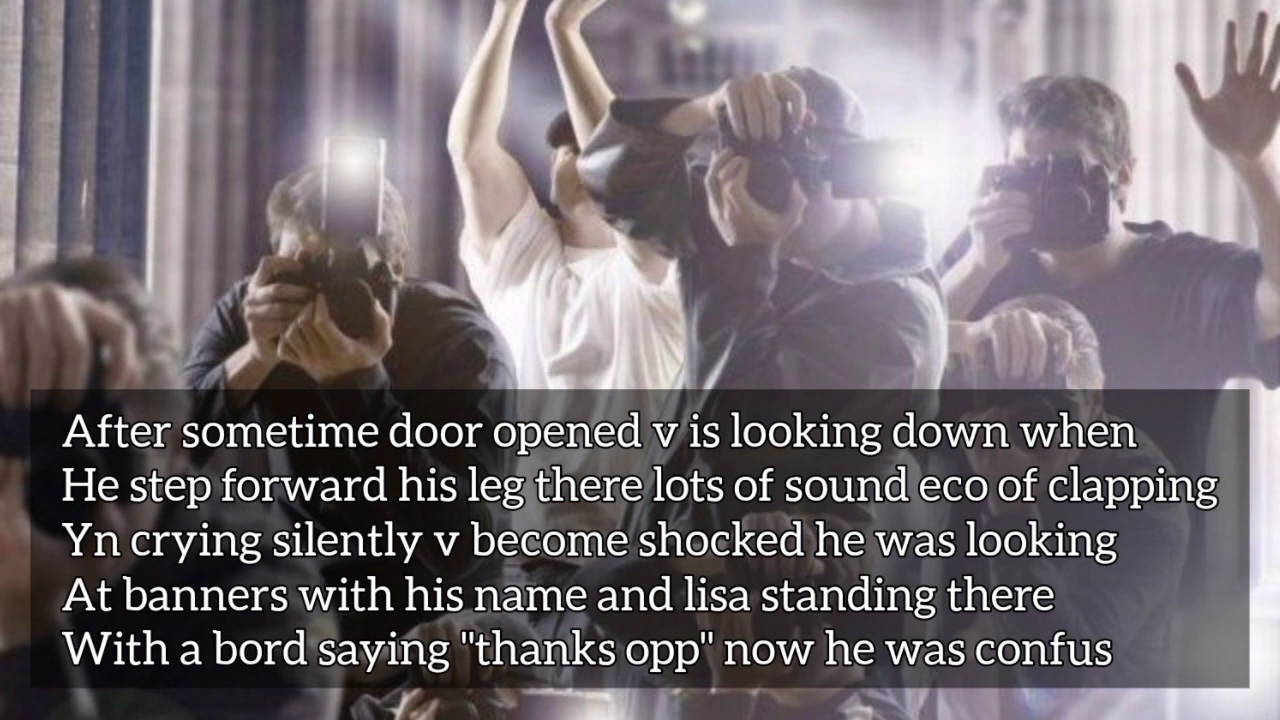 After sometime door opened v is looking down when
He step forward his leg there lots of sound eco of clapping
Yn crying silently v become shocked he was looking
At banners with his name and lisa standing there
With a bord saying "thanks opp" now he was confus